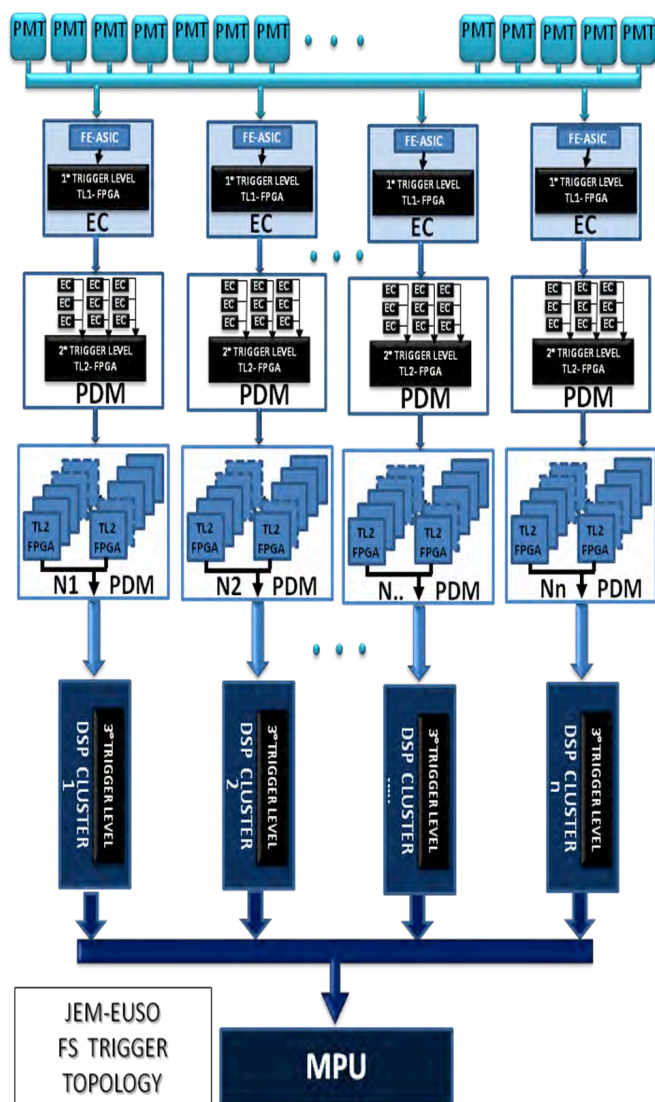 PMT PMT PMT PMT PMT PMT PMT PMT PMT PMT PMT PMT
FE-ASIC FE-ASIC FE-ASIC FE-ASIC
1° TRIGGER LEVEL 1° TRIGGER LEVEL 1° TRIGGER LEVEL 1° TRIGGER LEVEL
TL1- FPGA TL1- FPGA TL1- FPGA TL1- FPGA
EC EC EC EC
EC EC EC EC EC EC EC EC EC EC EC EC
EC EC EC EC EC EC EC EC EC EC EC EC
EC EC EC EC EC EC EC EC EC EC EC EC
2° TRIGGER LEVEL 2° TRIGGER LEVEL 2° TRIGGER LEVEL 2° TRIGGER LEVEL
TL2- FPGA TL2- FPGA TL2- FPGA TL2- FPGA
PDM PDM PDM PDM
TL2 TL2 TL2 TL2 TL2 TL2 TL2 TL2
FPGA FPGA FPGA FPGA FPGA FPGA FPGA FPGA
N1 PDM N2 PDM N.. PDM Nn PDM
3° TRIGGER LEVEL
DSP CLUSTER
1
3° TRIGGER LEVEL
DSP CLUSTER
2
3° TRIGGER LEVEL
DSP CLUSTER
....
3° TRIGGER LEVEL
DSP CLUSTER
n
JEM-EUSO
FS TRIGGER
TOPOLOGY
MPU